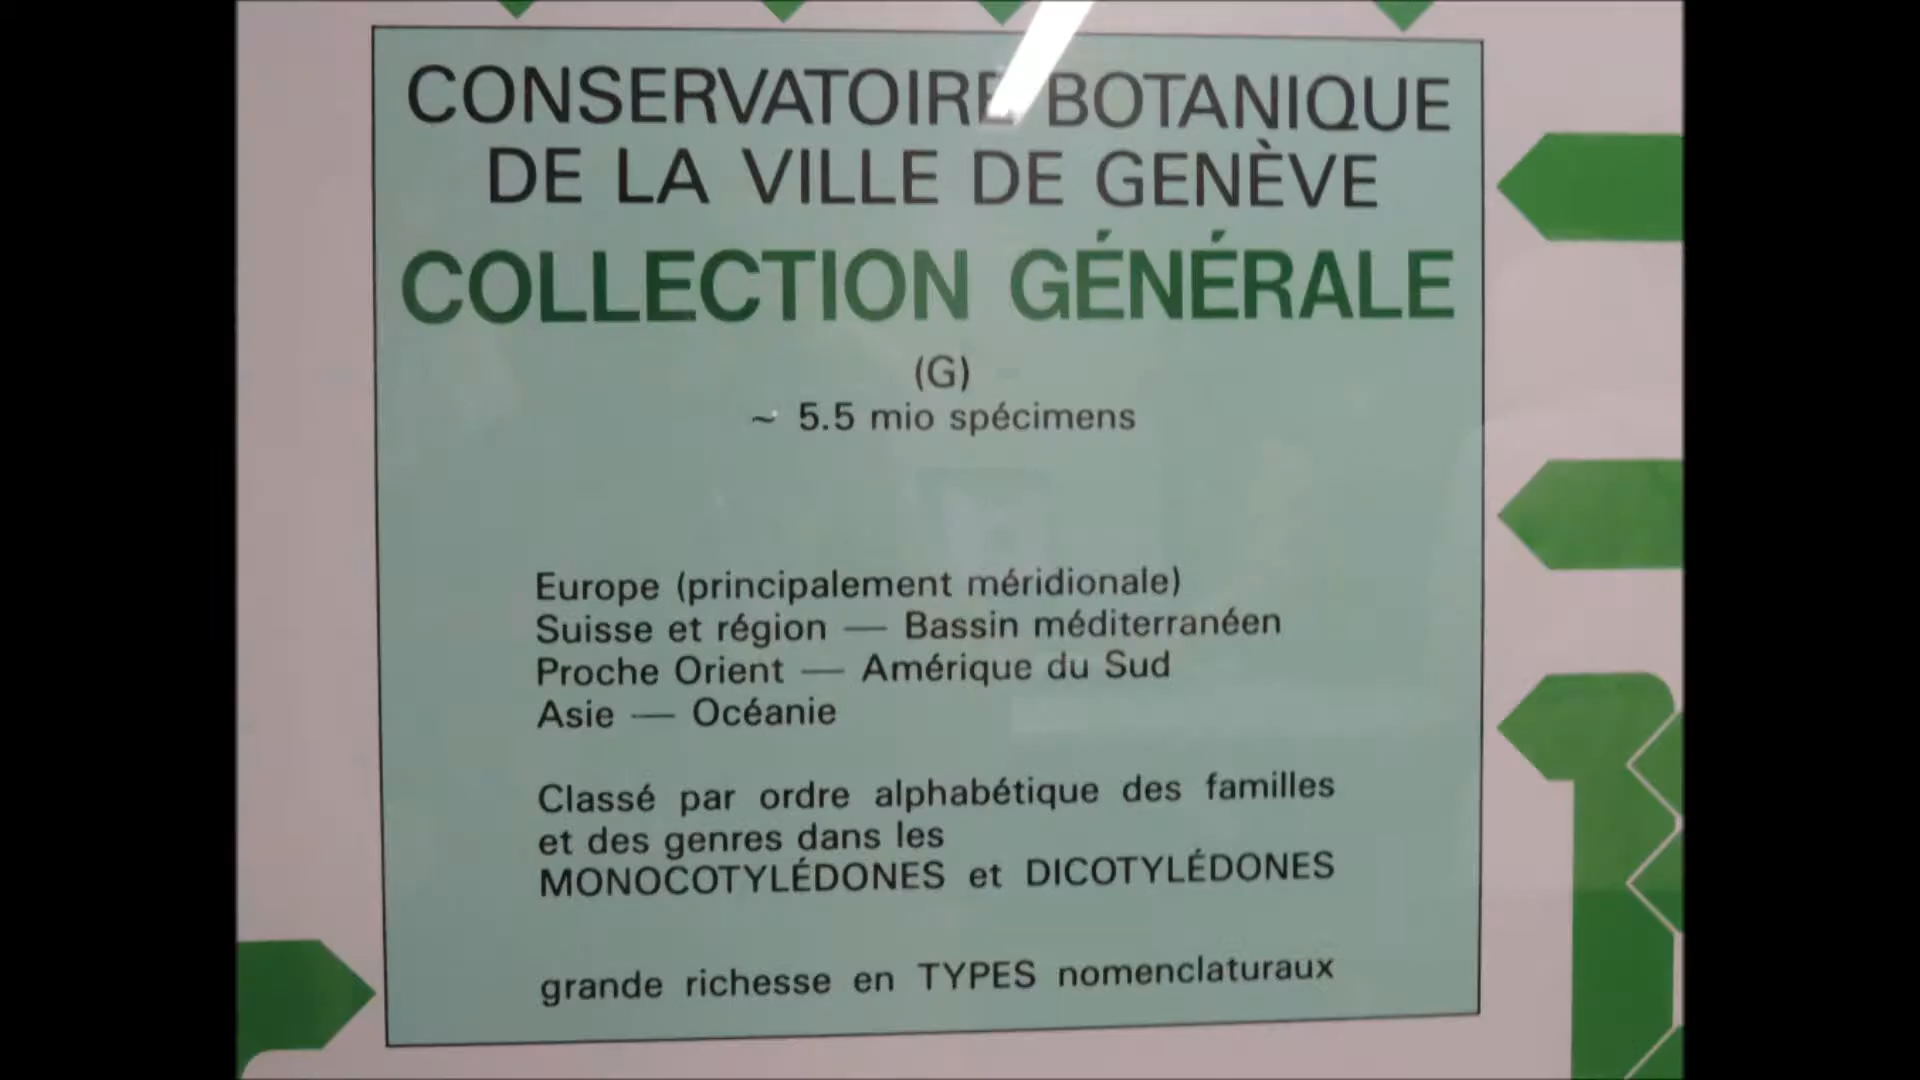 CONSERVATOIRE BOTANIQUE
DE LA VILLE DE GENÈVE
COLLECTION GÉNÉRALE
(G)
~ 5.5 mio spécimens
Europe (principalement méridionale)
Suisse et région — Bassin méditerranéen
Proche Orient — Amérique du Sud
Asie — Océanie
Classé par ordre alphabétique des familles
et des genres dans les
MONOCOTYLÉDONES et DICOTYLÉDONES
grande richesse en TYPES nomenclaturaux